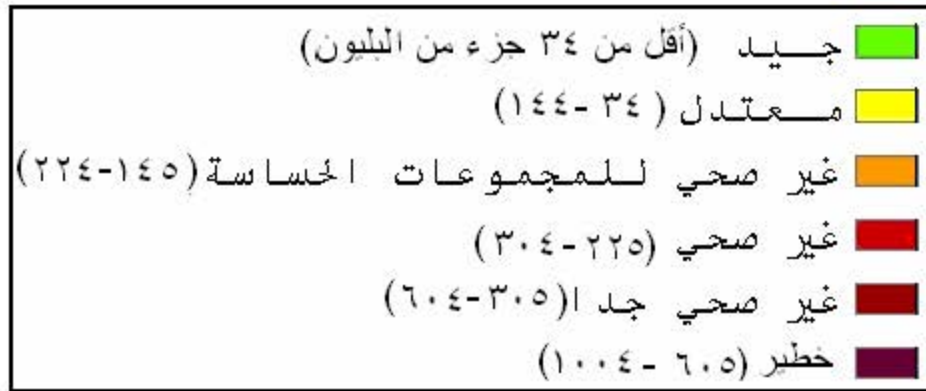 جيد (أقل من ٣٤ جزء من البليون)
معتدل (٣٤ -١٤٤)
غير صحي للمجموعات الحساسة (١٤٥-٢٢٤)
غير صحي (٢٢٥-٣٠٤)
غير صحي جدا (٣٠٥-٦٠٤)
خطير (٦٠٥ -١٠٠٤)